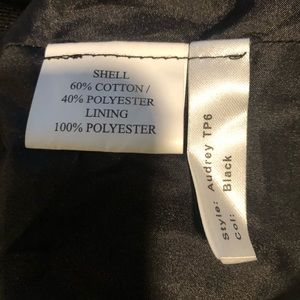 SHELL
60% COTTON /
40% POLYESTER
LINING
100% POLYESTER
Style: Audrey TP6
Col: Black